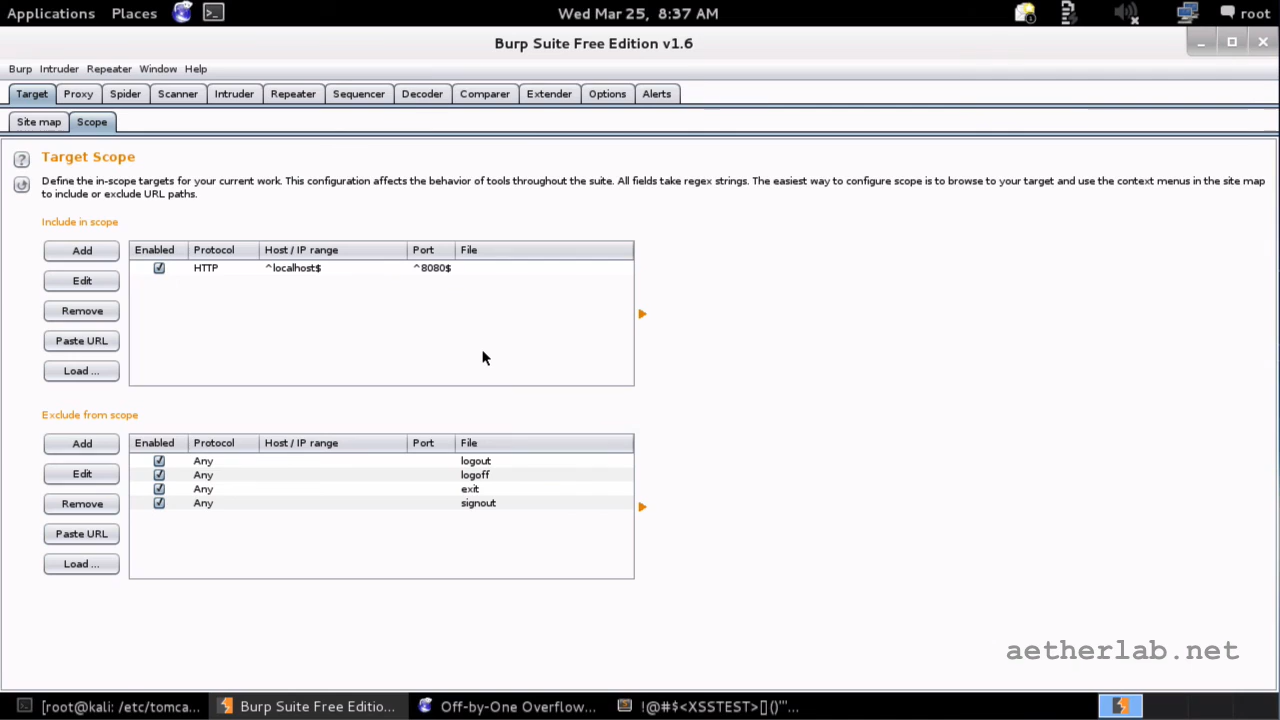 Applications Places Wed Mar 25, 8:37 AM root
Burp Suite Free Edition v1.6
Burp Intruder Repeater Window Help
Target Proxy Spider Scanner Intruder Repeater Sequencer Decoder Comparer Extender Options Alerts
Site map Scope
? Target Scope
Define the in-scope targets for your current work. This configuration affects the behavior of tools throughout the suite. All fields take regex strings. The easiest way to configure scope is to browse to your target and use the context menus in the site map
to include or exclude URL paths.
Include in scope
Add Enabled Protocol Host / IP range Port File
HTTP ^localhost$ ^8080$
Edit
Remove
Paste URL
Load ...
Exclude from scope
Add Enabled Protocol Host / IP range Port File
Any logout
Edit Any logoff
Any exit
Remove Any signout
Paste URL
Load ...
aetherlab.net
[root@kali: /etc/tomca... Burp Suite Free Edition... Off-by-One Overflow... !@#$<XSSTEST>[]()'"...